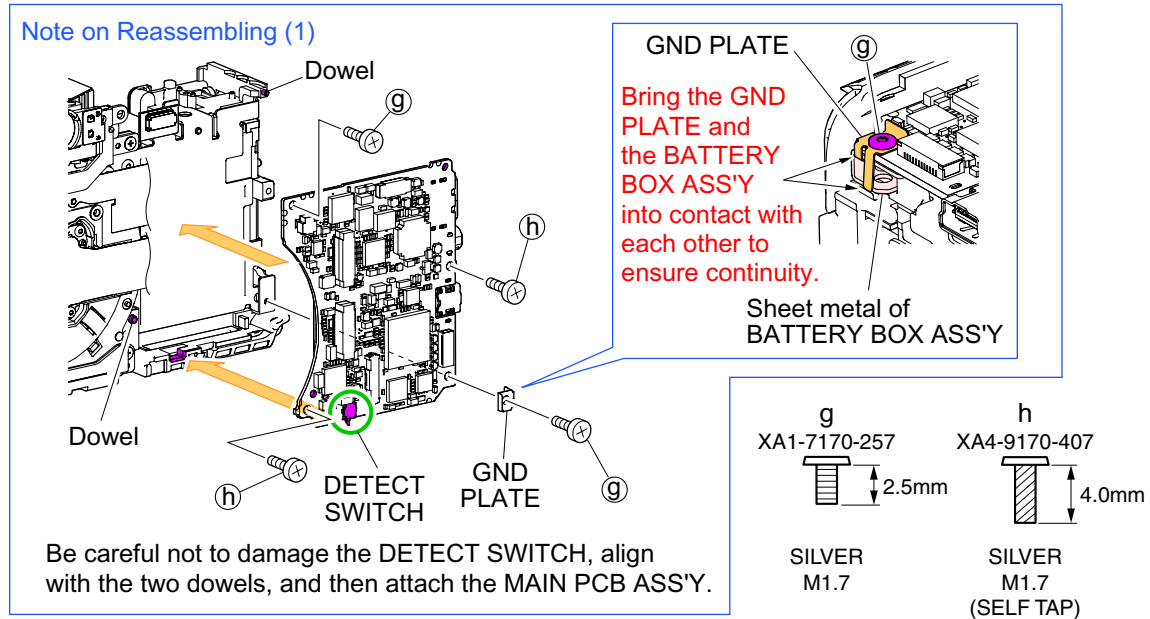 Note on Reassembling (1)
Dowel
g
h
Dowel
h
DETECT
SWITCH
GND
PLATE
g
GND PLATE
g
Bring the GND
PLATE and
the BATTERY
BOX ASS'Y
into contact with
each other to
ensure continuity.
Sheet metal of
BATTERY BOX ASS'Y
Be careful not to damage the DETECT SWITCH, align
with the two dowels, and then attach the MAIN PCB ASS'Y.
g
XA1-7170-257
2.5mm
SILVER
M1.7
h
XA4-9170-407
4.0mm
SILVER
M1.7
(SELF TAP)